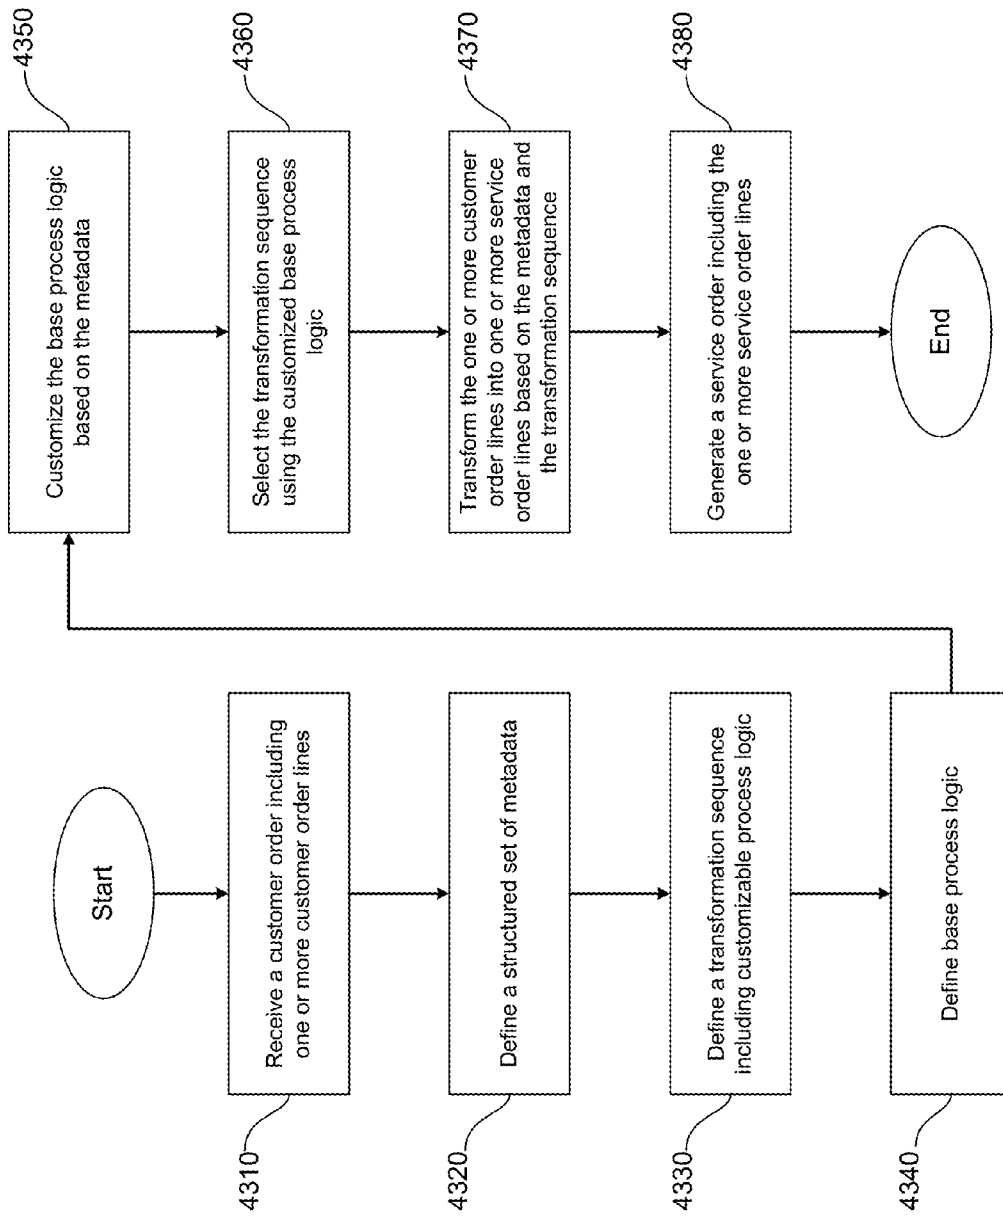 Start
4310
Receive a customer order including
one or more customer order lines
4320
Define a structured set of metadata
4330
Define a transformation sequence
including customizable process logic
4340
Define base process logic
4350
Customize the base process logic
based on the metadata
4360
Select the transformation sequence
using the customized base process
logic
4370
Transform the one or more customer
order lines into one or more service
order lines based on the metadata and
the transformation sequence
4380
Generate a service order including the
one or more service order lines
End